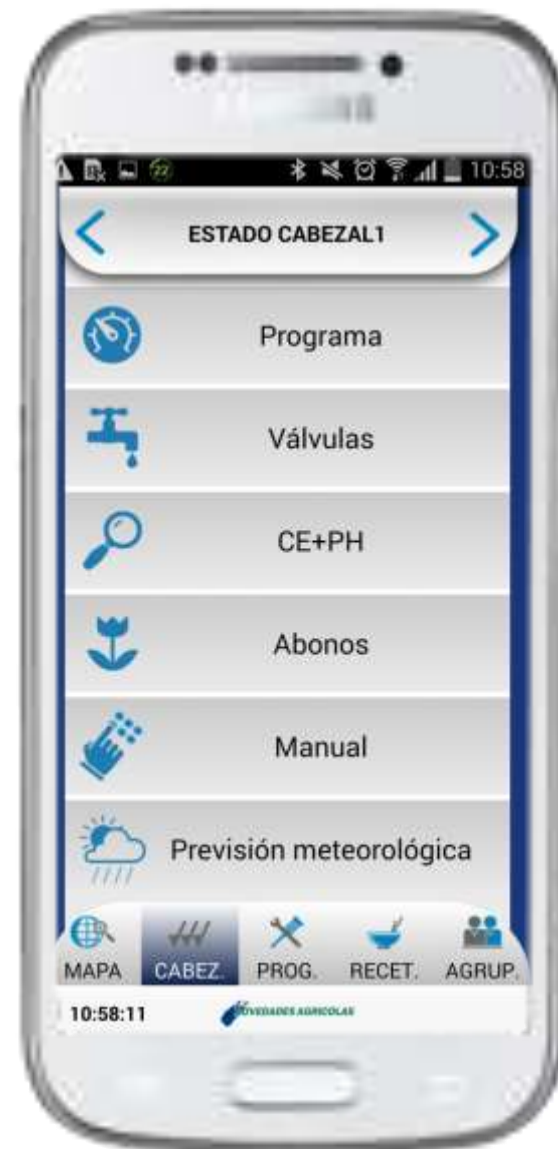 22
10:58
ESTADO CABEZAL1
Programa
Válvulas
CE+PH
Abonos
Manual
Previsión meteorológica
MAPA CABEZ. PROG. RECET. AGRUP.
10:58:11 NOVEDADES AGRICOLAS